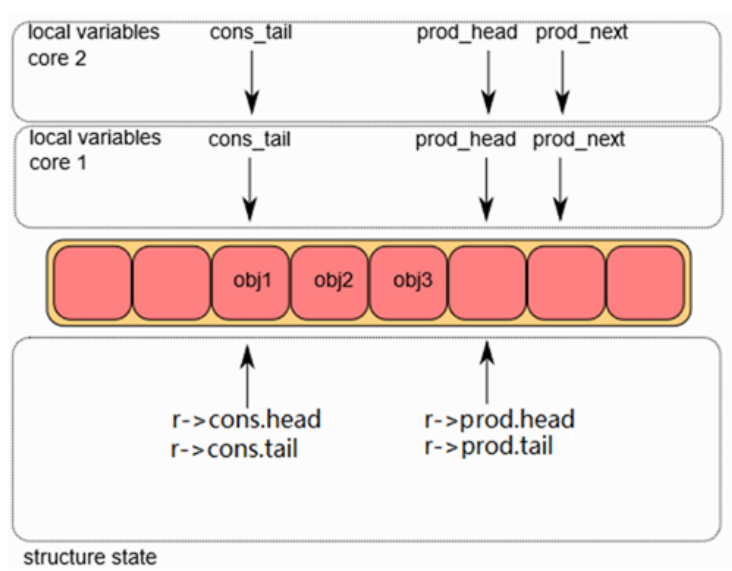 local variables cons_tail prod_head prod_next
core 2
local variables cons_tail prod_head prod_next
core 1
obj1 obj2 obj3
r->cons.head r->prod.head
r->cons.tail r->prod.tail
structure state